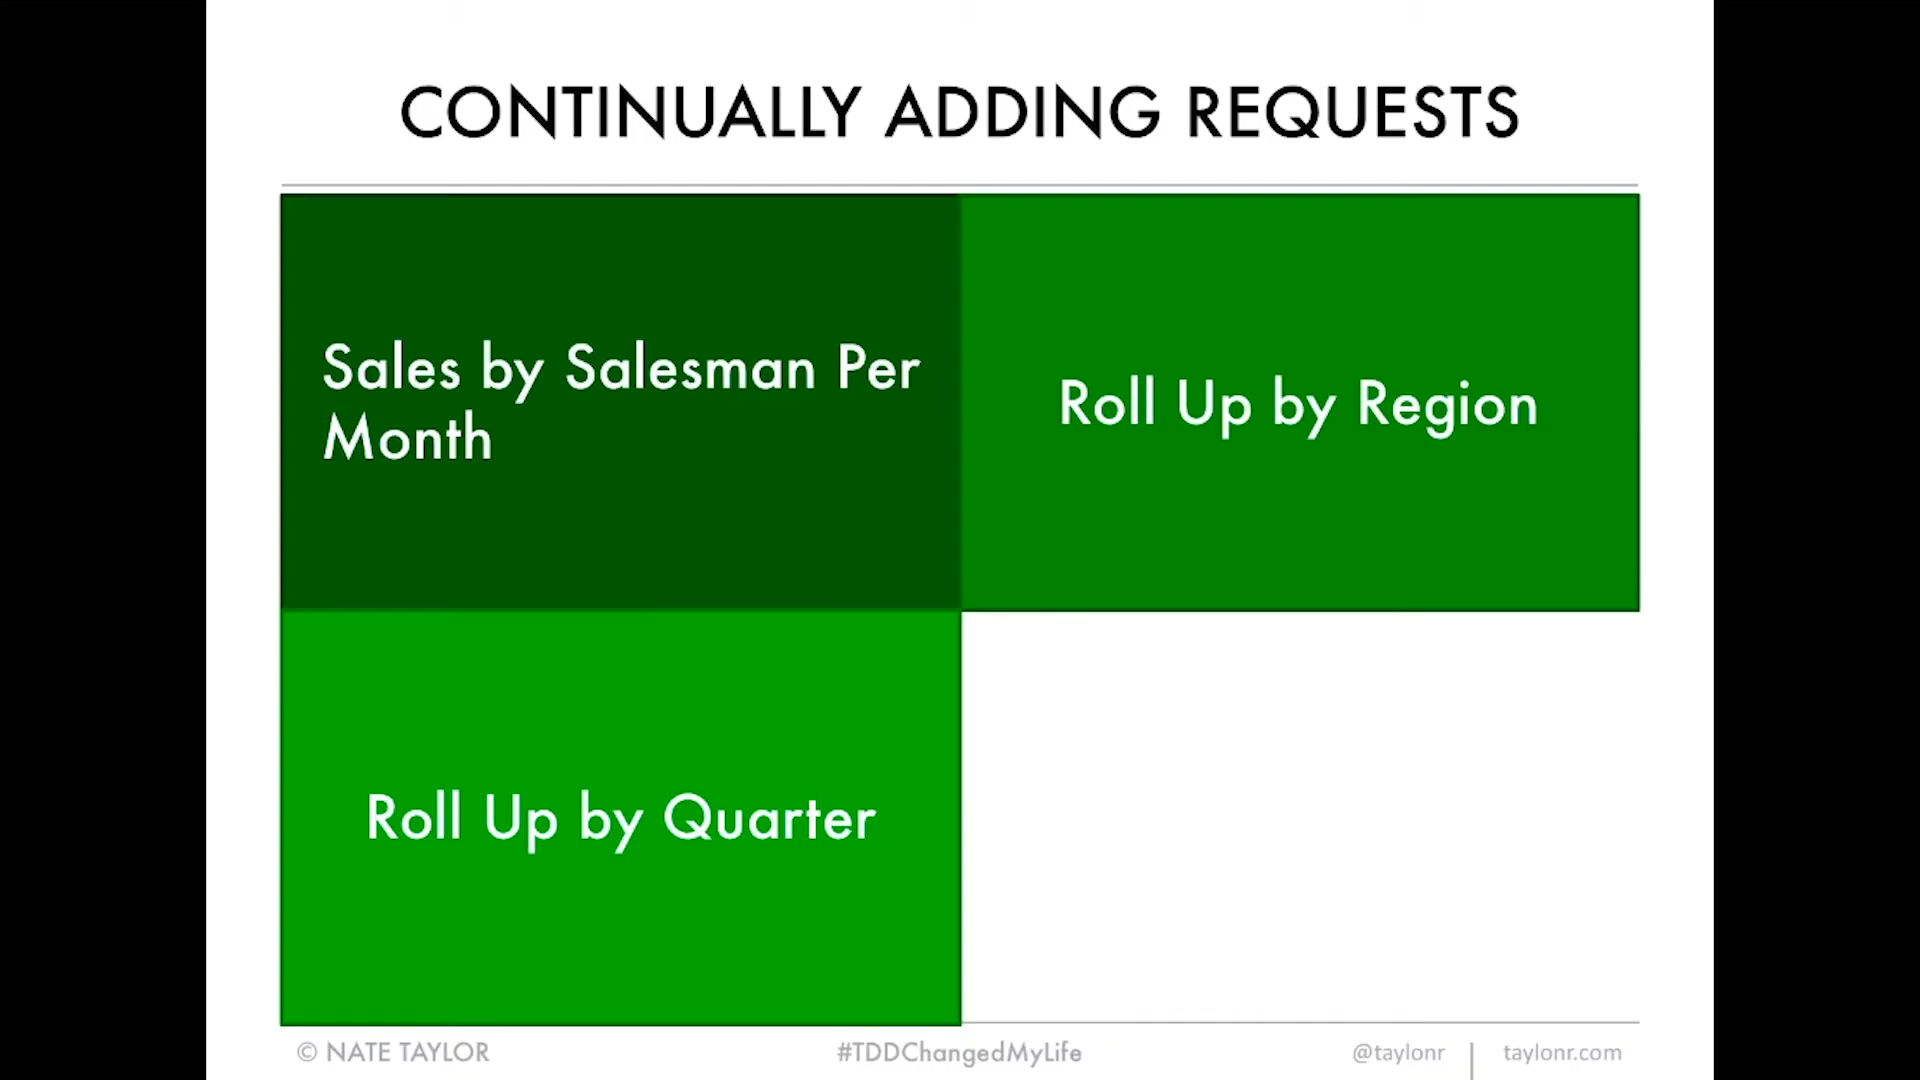 CONTINUALLY ADDING REQUESTS
Sales by Salesman Per
Month
Roll Up by Region
Roll Up by Quarter
© NATE TAYLOR
#TDDChangedMyLife
@taylonr
taylonr.com